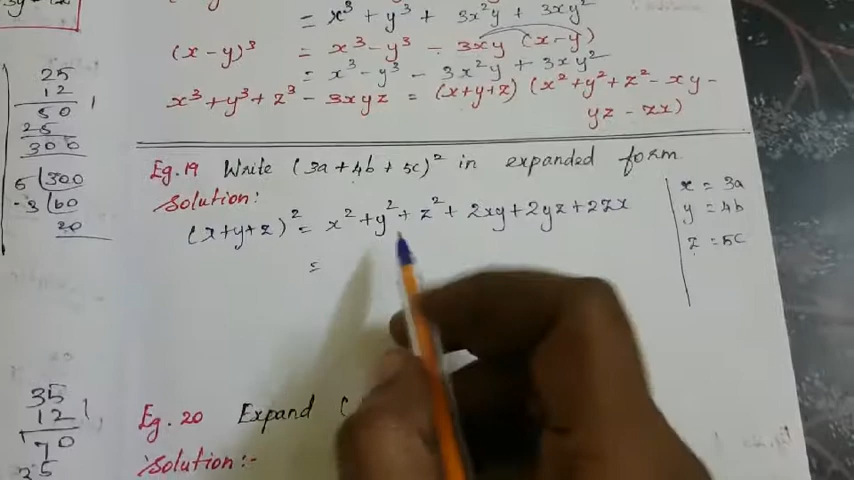 = x³ + y³ + 3x²y + 3xy²
(x-y)³ = x³ - y³ - 3xy (x-y)
= x³ - y³ - 3x²y + 3xy²
x³+y³+z³ - 3xyz = (x+y+z) (x²+y²+z² - xy -
yz - zx)
25
12
50 1
25
300
5 300
3 60
20
Eg.19 Write (3a+4b+5c)² in expanded form
Solution:
(x+y+z)² = x²+y²+z²+ 2xy+2yz+2zx
=
x = 3a
y = 4b
z = 5c
35
12 1
70
35
Eg.20 Expand (
Solution:-